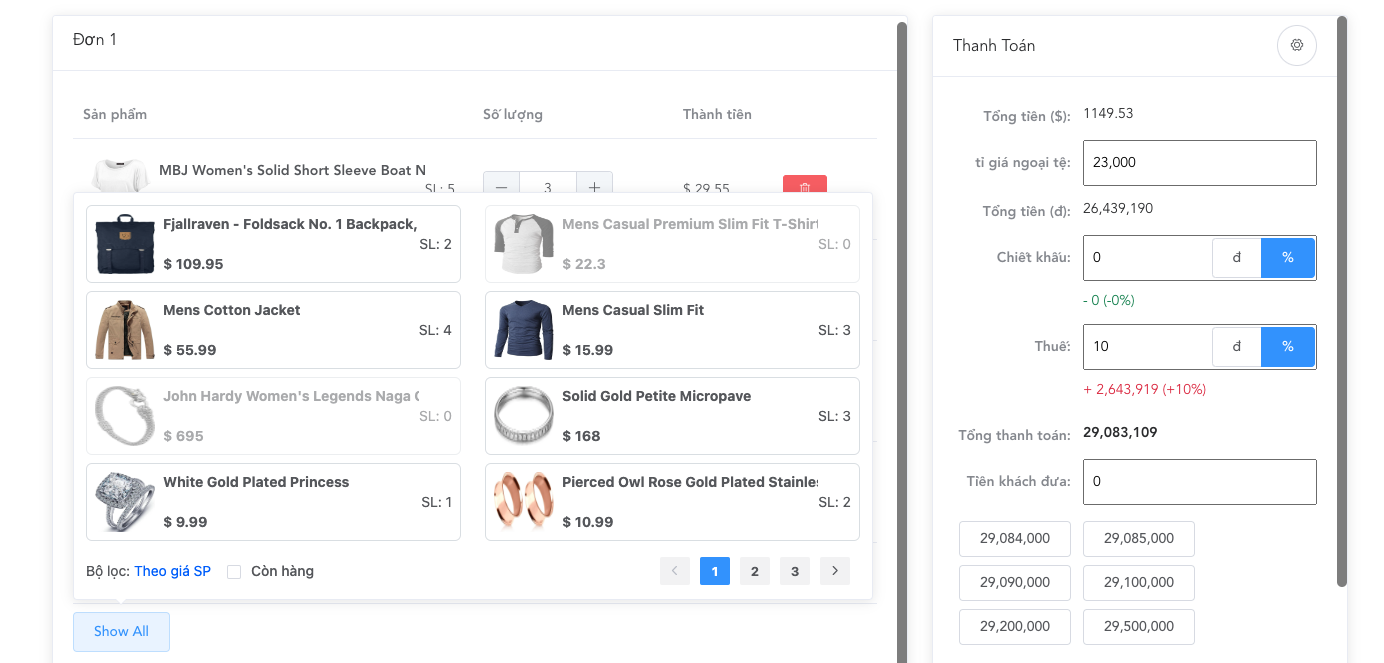 Đơn 1
Sản phẩm Số lượng Thành tiền
MBJ Women's Solid Short Sleeve Boat N
SL: 5
3
$ 29.55
Fjallraven - Foldsack No. 1 Backpack,
SL: 2
$ 109.95
Mens Casual Premium Slim Fit T-Shirt
SL: 0
$ 22.3
Mens Cotton Jacket
SL: 4
$ 55.99
Mens Casual Slim Fit
SL: 3
$ 15.99
John Hardy Women's Legends Naga
SL: 0
$ 695
Solid Gold Petite Micropave
SL: 3
$ 168
White Gold Plated Princess
SL: 1
$ 9.99
Pierced Owl Rose Gold Plated Stainles
SL: 2
$ 10.99
Bộ lọc: Theo giá SP Còn hàng
1 2 3
Show All
Thanh Toán
Tổng tiền ($): 1149.53
tỉ giá ngoại tệ: 23,000
Tổng tiền (đ): 26,439,190
Chiết khấu: 0 đ %
- 0 (-0%)
Thuế: 10 đ %
+ 2,643,919 (+10%)
Tổng thanh toán: 29,083,109
Tiền khách đưa: 0
29,084,000 29,085,000
29,090,000 29,100,000
29,200,000 29,500,000